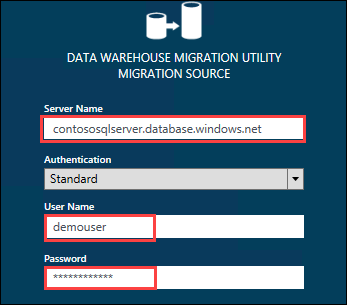 DATA WAREHOUSE MIGRATION UTILITY
MIGRATION SOURCE
Server Name
contososqlserver.database.windows.net
Authentication
Standard
User Name
demouser
Password
************